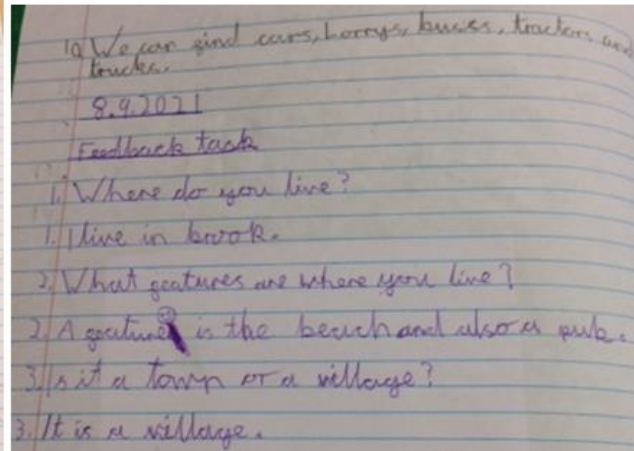 10 We can find cars, Lorrys, buses, tractors and
trucks.
8.9.2021
Feedback task
1. Where do you live?
1. I live in brook.
2. What features are where you live?
2. A feature is the beach and also a pub.
3. Is it a town or a village?
3. It is a village.